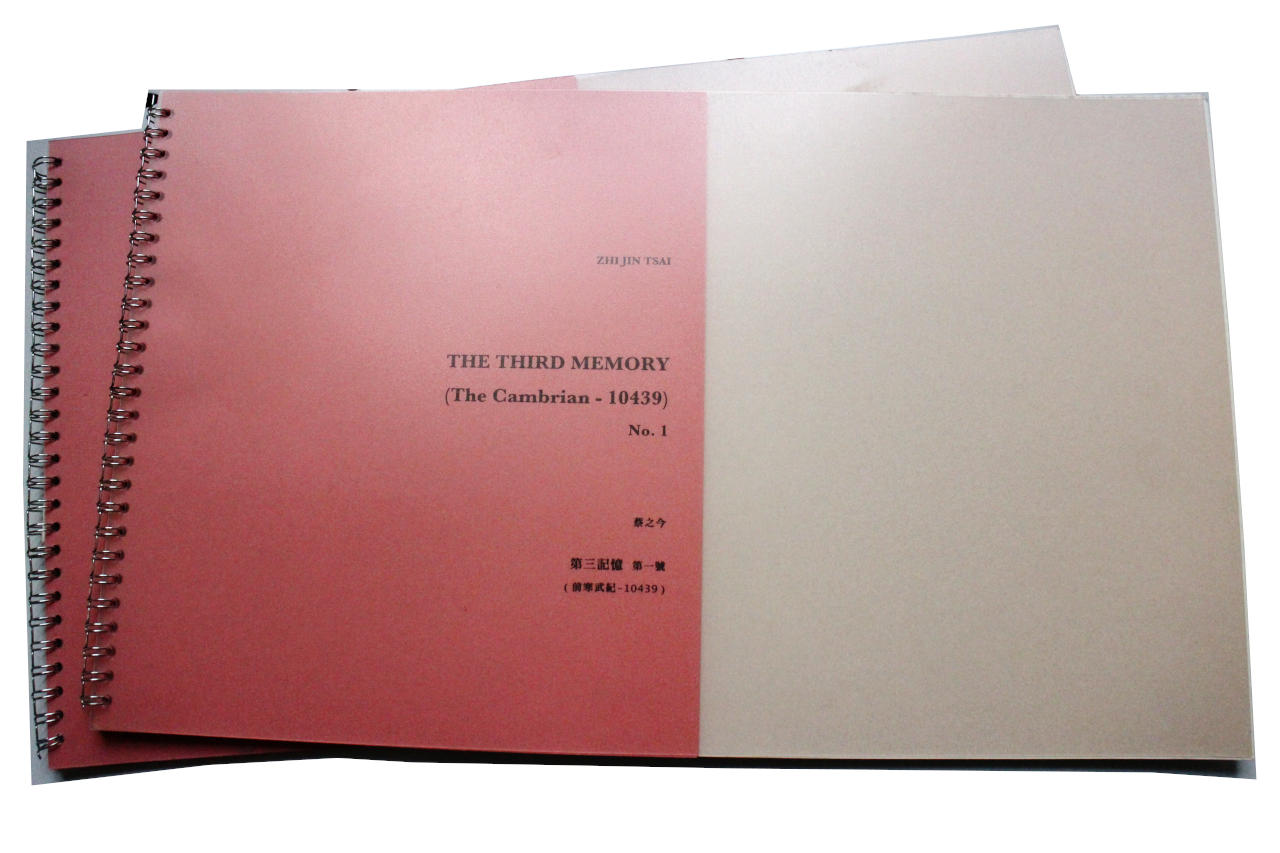 ZHI JIN TSAI
THE THIRD MEMORY
(The Cambrian - 10439)
No. 1
蔡之今
第三記憶 第一號
(前寒武紀-10439)